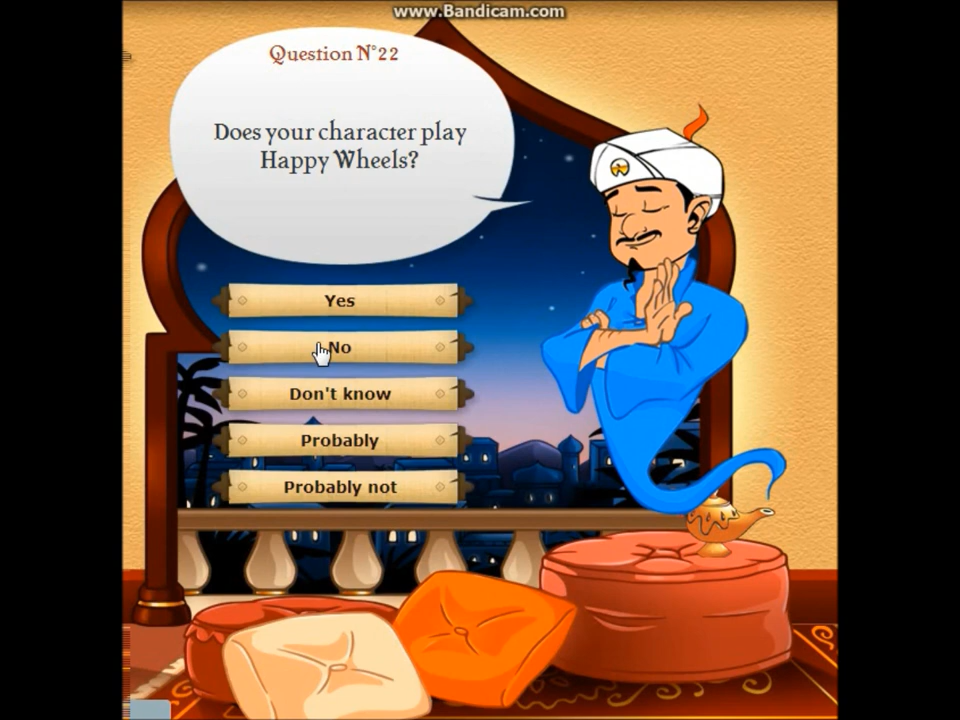 www.Bandicam.com
Question N°22
Does your character play
Happy Wheels?
Yes
No
Don't know
Probably
Probably not